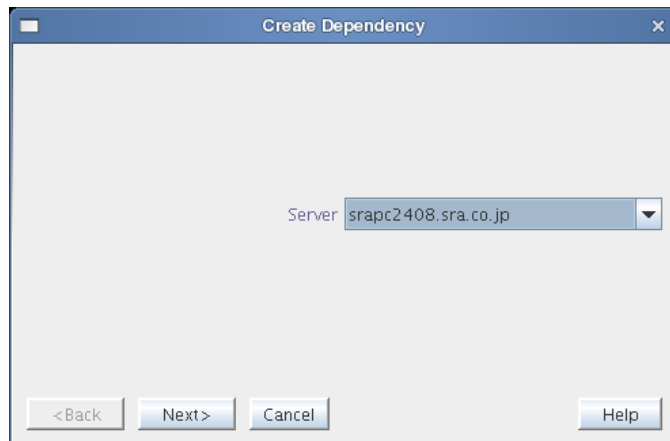 Create Dependency
Server srapc2408.sra.co.jp
<Back Next> Cancel Help